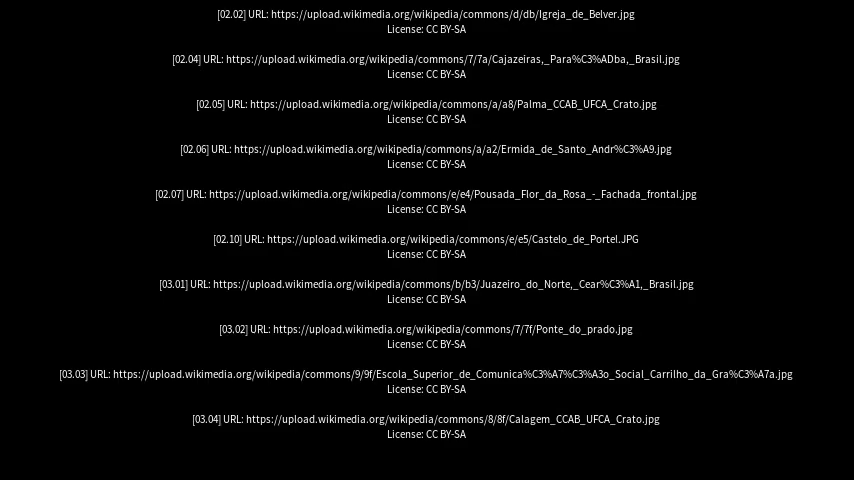 [02.02] URL: https://upload.wikimedia.org/wikipedia/commons/d/db/Igreja_de_Belver.jpg
License: CC BY-SA
[02.04] URL: https://upload.wikimedia.org/wikipedia/commons/7/7a/Cajazeiras,_Para%C3%ADba,_Brasil.jpg
License: CC BY-SA
[02.05] URL: https://upload.wikimedia.org/wikipedia/commons/a/a8/Palma_CCAB_UFCA_Crato.jpg
License: CC BY-SA
[02.06] URL: https://upload.wikimedia.org/wikipedia/commons/a/a2/Ermida_de_Santo_Andr%C3%A9.jpg
License: CC BY-SA
[02.07] URL: https://upload.wikimedia.org/wikipedia/commons/e/e4/Pousada_Flor_da_Rosa_-_Fachada_frontal.jpg
License: CC BY-SA
[02.10] URL: https://upload.wikimedia.org/wikipedia/commons/e/e5/Castelo_de_Portel.JPG
License: CC BY-SA
[03.01] URL: https://upload.wikimedia.org/wikipedia/commons/b/b3/Juazeiro_do_Norte,_Cear%C3%A1,_Brasil.jpg
License: CC BY-SA
[03.02] URL: https://upload.wikimedia.org/wikipedia/commons/7/7f/Ponte_do_prado.jpg
License: CC BY-SA
[03.03] URL: https://upload.wikimedia.org/wikipedia/commons/9/9f/Escola_Superior_de_Comunica%C3%A7%C3%A3o_Social_Carrilho_da_Gra%C3%A7a.jpg
License: CC BY-SA
[03.04] URL: https://upload.wikimedia.org/wikipedia/commons/8/8f/Calagem_CCAB_UFCA_Crato.jpg
License: CC BY-SA